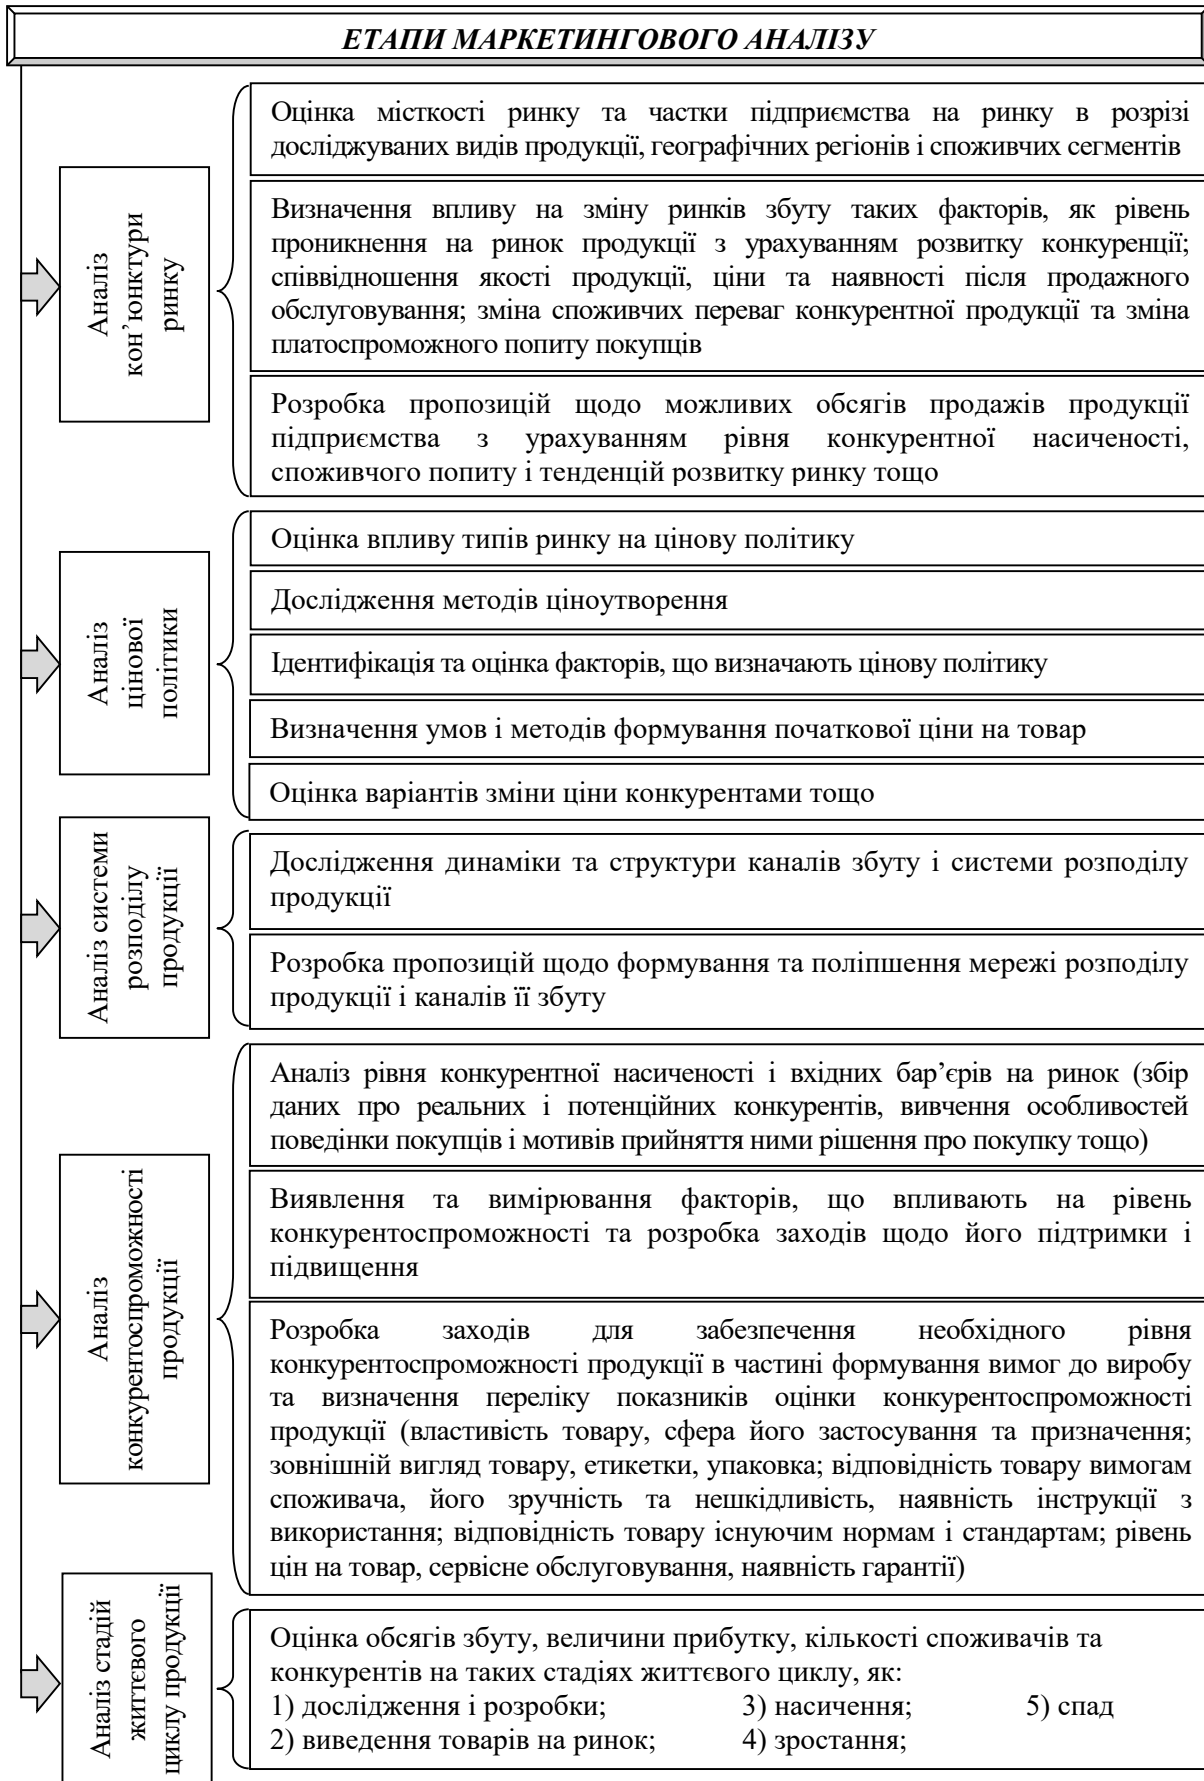 ЕТАПИ МАРКЕТИНГОВОГО АНАЛІЗУ
Аналіз
кон’юнктури
ринку
Оцінка місткості ринку та частки підприємства на ринку в розрізі
досліджуваних видів продукції, географічних регіонів і споживчих сегментів
Визначення впливу на зміну ринків збуту таких факторів, як рівень
проникнення на ринок продукції з урахуванням розвитку конкуренції;
співвідношення якості продукції, ціни та наявності після продажного
обслуговування; зміна споживчих переваг конкурентної продукції та зміна
платоспроможного попиту покупців
Розробка пропозицій щодо можливих обсягів продажів продукції
підприємства з урахуванням рівня конкурентної насиченості,
споживчого попиту і тенденцій розвитку ринку тощо
Аналіз
цінової
політики
Оцінка впливу типів ринку на цінову політику
Дослідження методів ціноутворення
Ідентифікація та оцінка факторів, що визначають цінову політику
Визначення умов і методів формування початкової ціни на товар
Оцінка варіантів зміни ціни конкурентами тощо
Аналіз системи
розподілу
продукції
Дослідження динаміки та структури каналів збуту і системи розподілу
продукції
Розробка пропозицій щодо формування та поліпшення мережі розподілу
продукції і каналів її збуту
Аналіз
конкурентоспроможності
продукції
Аналіз рівня конкурентної насиченості і вхідних бар’єрів на ринок (збір
даних про реальних і потенційних конкурентів, вивчення особливостей
поведінки покупців і мотивів прийняття ними рішення про покупку тощо)
Виявлення та вимірювання факторів, що впливають на рівень
конкурентоспроможності та розробка заходів щодо його підтримки і
підвищення
Розробка заходів для забезпечення необхідного рівня
конкурентоспроможності продукції в частині формування вимог до виробу
та визначення переліку показників оцінки конкурентоспроможності
продукції (властивість товару, сфера його застосування та призначення;
зовнішній вигляд товару, етикетки, упаковка; відповідність товару вимогам
споживача, його зручність та нешкідливість, наявність інструкції з
використання; відповідність товару існуючим нормам і стандартам; рівень
цін на товар, сервісне обслуговування, наявність гарантії)
Аналіз стадій
життєвого
циклу продукції
Оцінка обсягів збуту, величини прибутку, кількості споживачів та
конкурентів на таких стадіях життєвого циклу, як:
1) дослідження і розробки; 3) насичення; 5) спад
2) виведення товарів на ринок; 4) зростання;